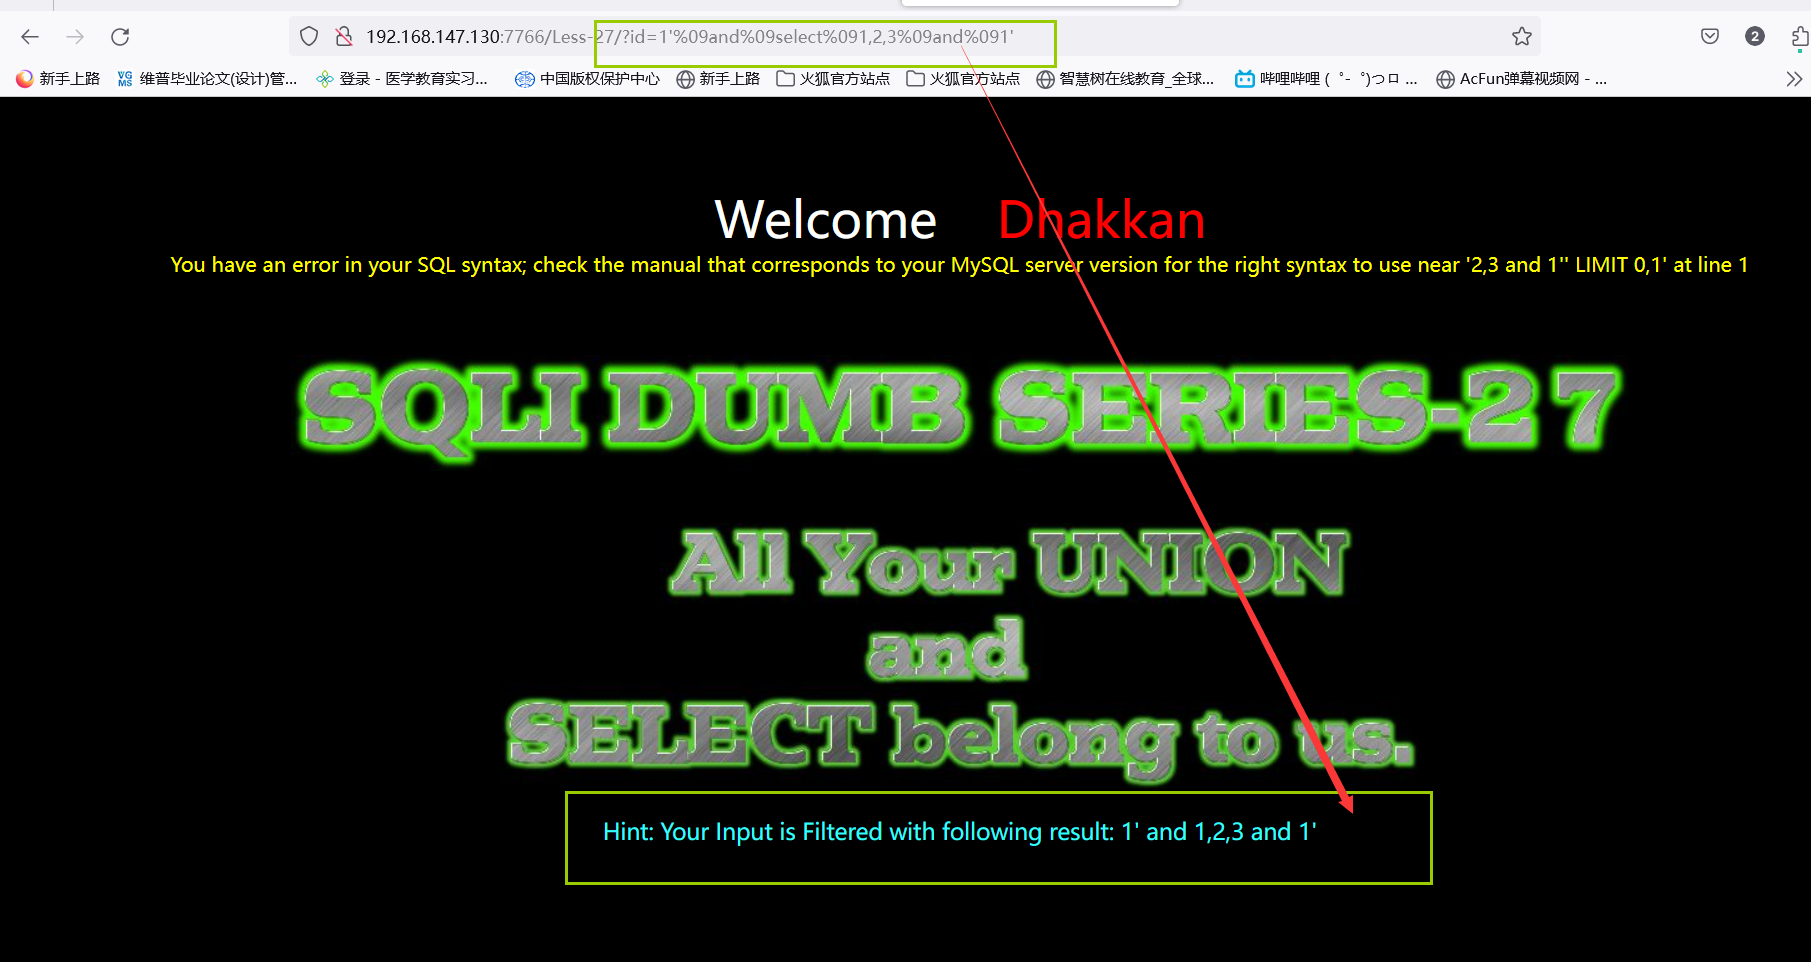 192.168.147.130:7766/Less-27/?id=1'%09and%09select%091,2,3%09and%091'
2
新手上路 维普毕业论文(设计)管... 登录 - 医学教育实习... 中国版权保护中心 新手上路 火狐官方站点 火狐官方站点 智慧树在线教育_全球... 哔哩哔哩 ( ゜- ゜)つロ ... AcFun弹幕视频网 - ...
Welcome Dhakkan
You have an error in your SQL syntax; check the manual that corresponds to your MySQL server version for the right syntax to use near '2,3 and 1'' LIMIT 0,1' at line 1
SQLI DUMB SERIES-27
All Your UNION
and
SELECT belong to us.
Hint: Your Input is Filtered with following result: 1' and 1,2,3 and 1'